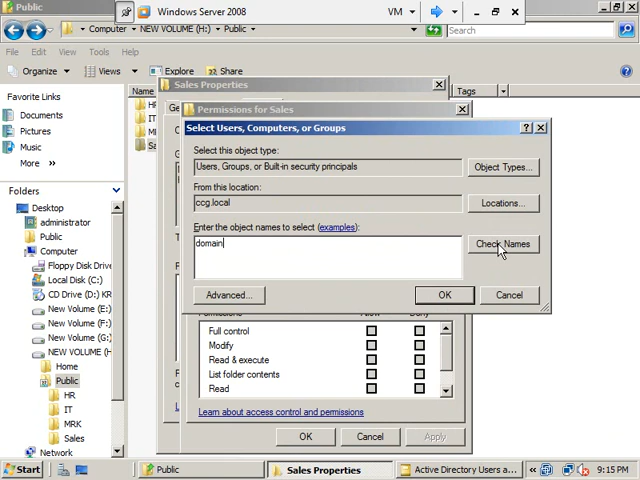 Public
Windows Server 2008
VM
Computer
NEW VOLUME (H:)
Public
Search
File
Edit
View
Tools
Help
Organize
Views
Explore
Share
Favorite Links
Documents
Pictures
Music
More »
Folders
Desktop
administrator
Public
Computer
Floppy Disk Drive
Local Disk (C:)
CD Drive (D:) KR
New Volume (E:)
New Volume (F:)
New Volume (G:)
NEW VOLUME (H
Home
Public
HR
IT
MRK
Sales
Network
Name
Tags
Sales Properties
Permissions for Sales
Select Users, Computers, or Groups
Select this object type:
Users, Groups, or Built-in security principals
Object Types...
From this location:
ccg.local
Locations...
Enter the object names to select (examples):
domain
Check Names
Advanced...
OK
Cancel
Full control
Modify
Read & execute
List folder contents
Read
Learn about access control and permissions
OK
Cancel
Apply
Start
Public
Sales Properties
Active Directory Users a...
9:15 PM